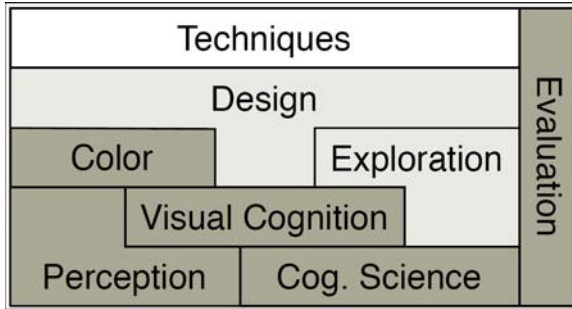 Techniques
Design
Color
Exploration
Visual Cognition
Perception
Cog. Science
Evaluation